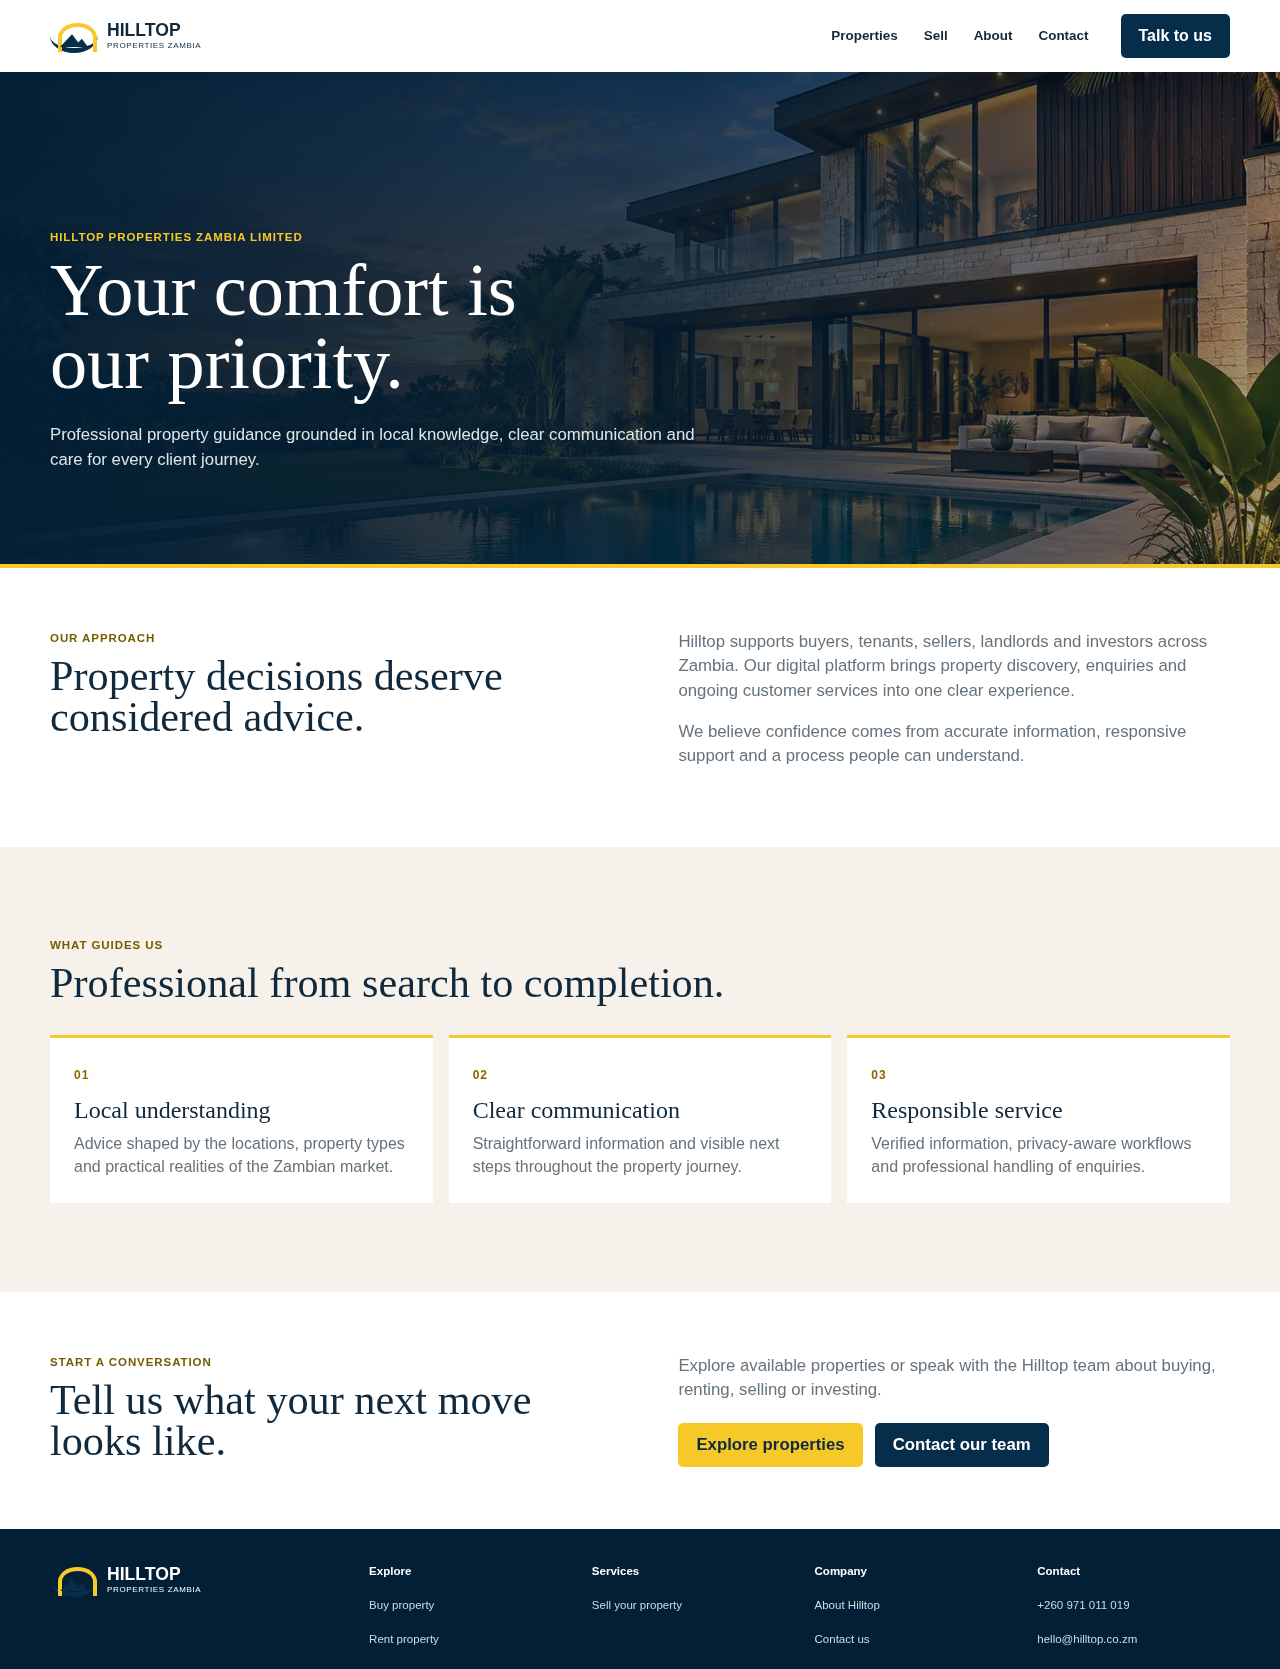 HILLTOP
PROPERTIES ZAMBIA
Properties
Sell
About
Contact
Talk to us
HILLTOP PROPERTIES ZAMBIA LIMITED
Your comfort is
our priority.
Professional property guidance grounded in local knowledge, clear communication and
care for every client journey.
OUR APPROACH
Property decisions deserve
considered advice.
Hilltop supports buyers, tenants, sellers, landlords and investors across
Zambia. Our digital platform brings property discovery, enquiries and
ongoing customer services into one clear experience.
We believe confidence comes from accurate information, responsive
support and a process people can understand.
WHAT GUIDES US
Professional from search to completion.
01
Local understanding
Advice shaped by the locations, property types
and practical realities of the Zambian market.
02
Clear communication
Straightforward information and visible next
steps throughout the property journey.
03
Responsible service
Verified information, privacy-aware workflows
and professional handling of enquiries.
START A CONVERSATION
Tell us what your next move
looks like.
Explore available properties or speak with the Hilltop team about buying,
renting, selling or investing.
Explore properties
Contact our team
HILLTOP
PROPERTIES ZAMBIA
Explore
Buy property
Rent property
Services
Sell your property
Company
About Hilltop
Contact us
Contact
+260 971 011 019
hello@hilltop.co.zm